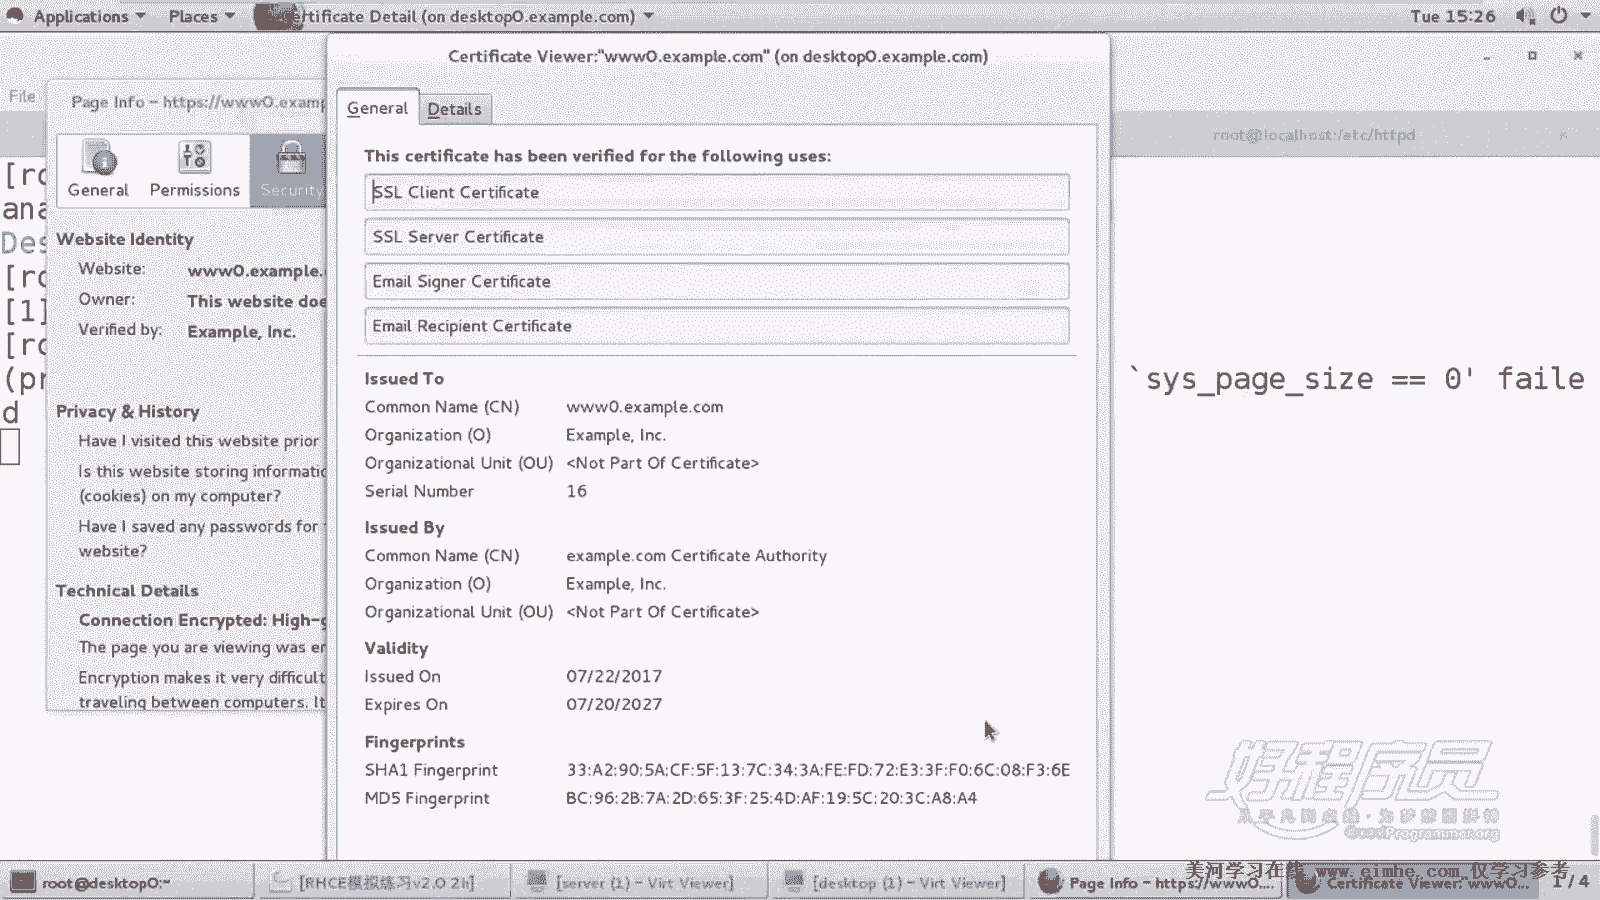 Applications Places rtificate Detail (on desktop0.example.com) Tue 15:26
Certificate Viewer:"www0.example.com" (on desktop0.example.com)
File
Page Info - https://www0.examp
General Details
root@localhost:/etc/httpd
This certificate has been verified for the following uses:
[ro
General Permissions Security
SSL Client Certificate
ana
Des
Website Identity
SSL Server Certificate
Website: www0.example.
[ro
Email Signer Certificate
Owner: This website doe
[1]
Verified by: Example, Inc.
Email Recipient Certificate
[ro
(pr
`sys_page_size == 0' faile
d
Issued To
Common Name (CN) www0.example.com
Privacy & History
Organization (O) Example, Inc.
Have I visited this website prior
Organizational Unit (OU) <Not Part Of Certificate>
Is this website storing informatio
(cookies) on my computer?
Serial Number 16
Have I saved any passwords for
website?
Issued By
Common Name (CN) example.com Certificate Authority
Organization (O) Example, Inc.
Technical Details
Organizational Unit (OU) <Not Part Of Certificate>
Connection Encrypted: High-g
The page you are viewing was en
Validity
Issued On 07/22/2017
Encryption makes it very difficult
traveling between computers. It
Expires On 07/20/2027
Fingerprints
SHA1 Fingerprint 33:A2:90:5A:CF:5F:13:7C:34:3A:FE:FD:72:E3:3F:F0:6C:08:F3:6E
MD5 Fingerprint BC:96:2B:7A:2D:65:3F:25:4D:AF:19:5C:20:3C:A8:A4
好程序员
GoodProgrammer.org
美河学习在线 www.eimhe.com 仅学习参考
root@desktop0:~ [RHCE模拟练习v2.0 2h] [server (1) - Virt Viewer] [desktop (1) - Virt Viewer] Page Info - https://www0.... Certificate Viewer:"www0... 1 / 4